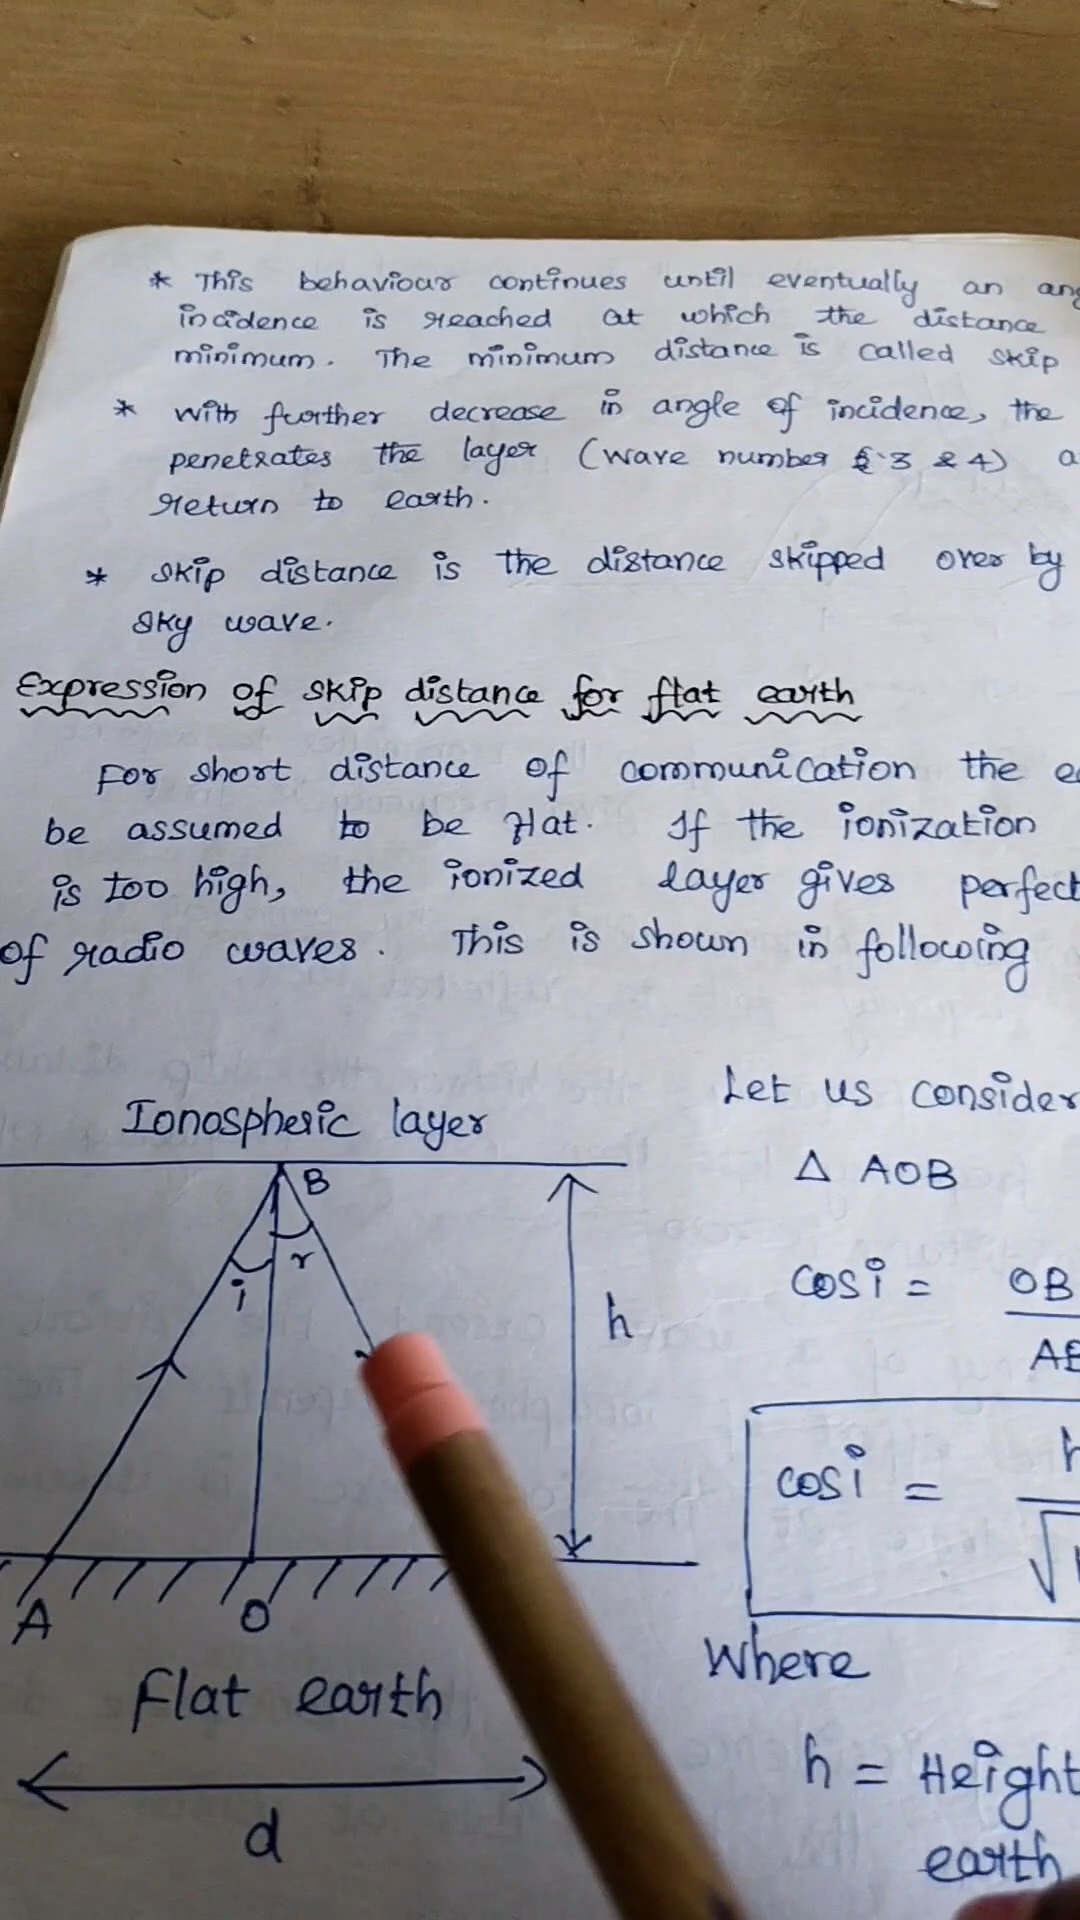 * This behaviour continues until eventually an
incidence is reached at which the distance
minimum. The minimum distance is called skip
* With further decrease in angle of incidence, the
penetrates the layer (wave number 3 & 4)
return to earth.
* skip distance is the distance skipped over by
sky wave.
Expression of skip distance for flat earth
For short distance of communication the
be assumed to be flat. If the ionization
is too high, the ionized layer gives perfect
of radio waves. This is shown in following
Let us consider
Ionospheric layer
Δ AOB
B
i
r
h
cosi = OB
cosi =
A
O
Where
Flat earth
h = Height
earth
d